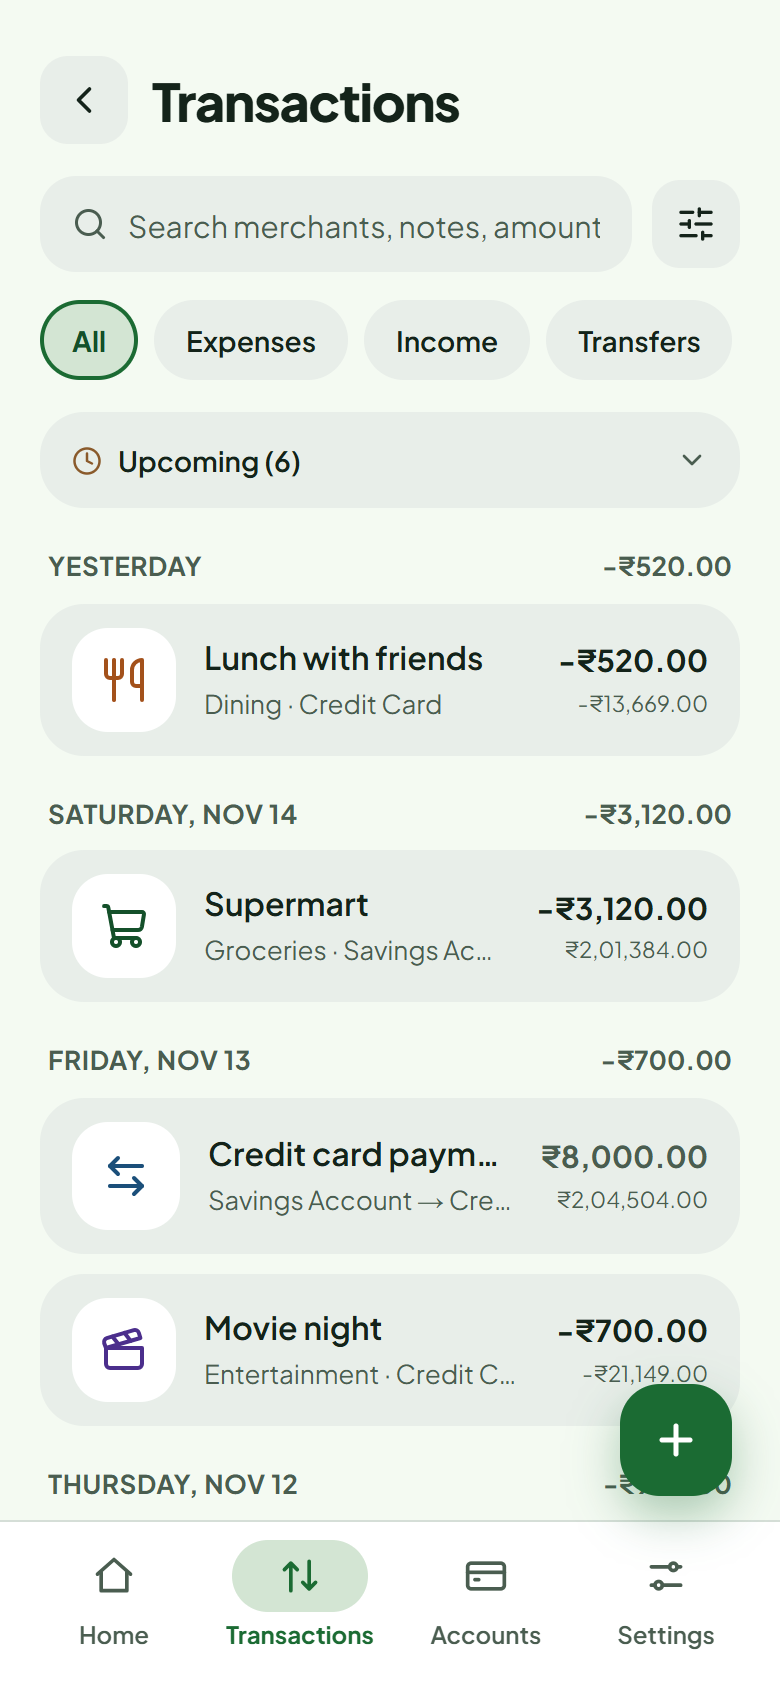 Transactions
Search merchants, notes, amount
All
Expenses
Income
Transfers
Upcoming (6)
YESTERDAY
-₹520.00
Lunch with friends
-₹520.00
Dining · Credit Card
-₹13,669.00
SATURDAY, NOV 14
-₹3,120.00
Supermart
-₹3,120.00
Groceries · Savings Ac...
₹2,01,384.00
FRIDAY, NOV 13
-₹700.00
Credit card paym...
₹8,000.00
Savings Account → Cre...
₹2,04,504.00
Movie night
-₹700.00
Entertainment · Credit C...
-₹21,149.00
THURSDAY, NOV 12
Home
Transactions
Accounts
Settings